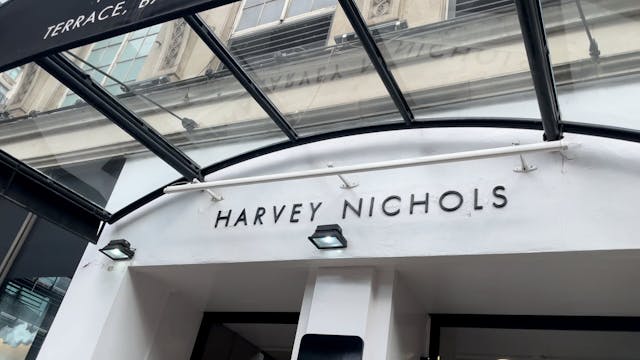 TERRACE, B
HARVEY NICHOLS